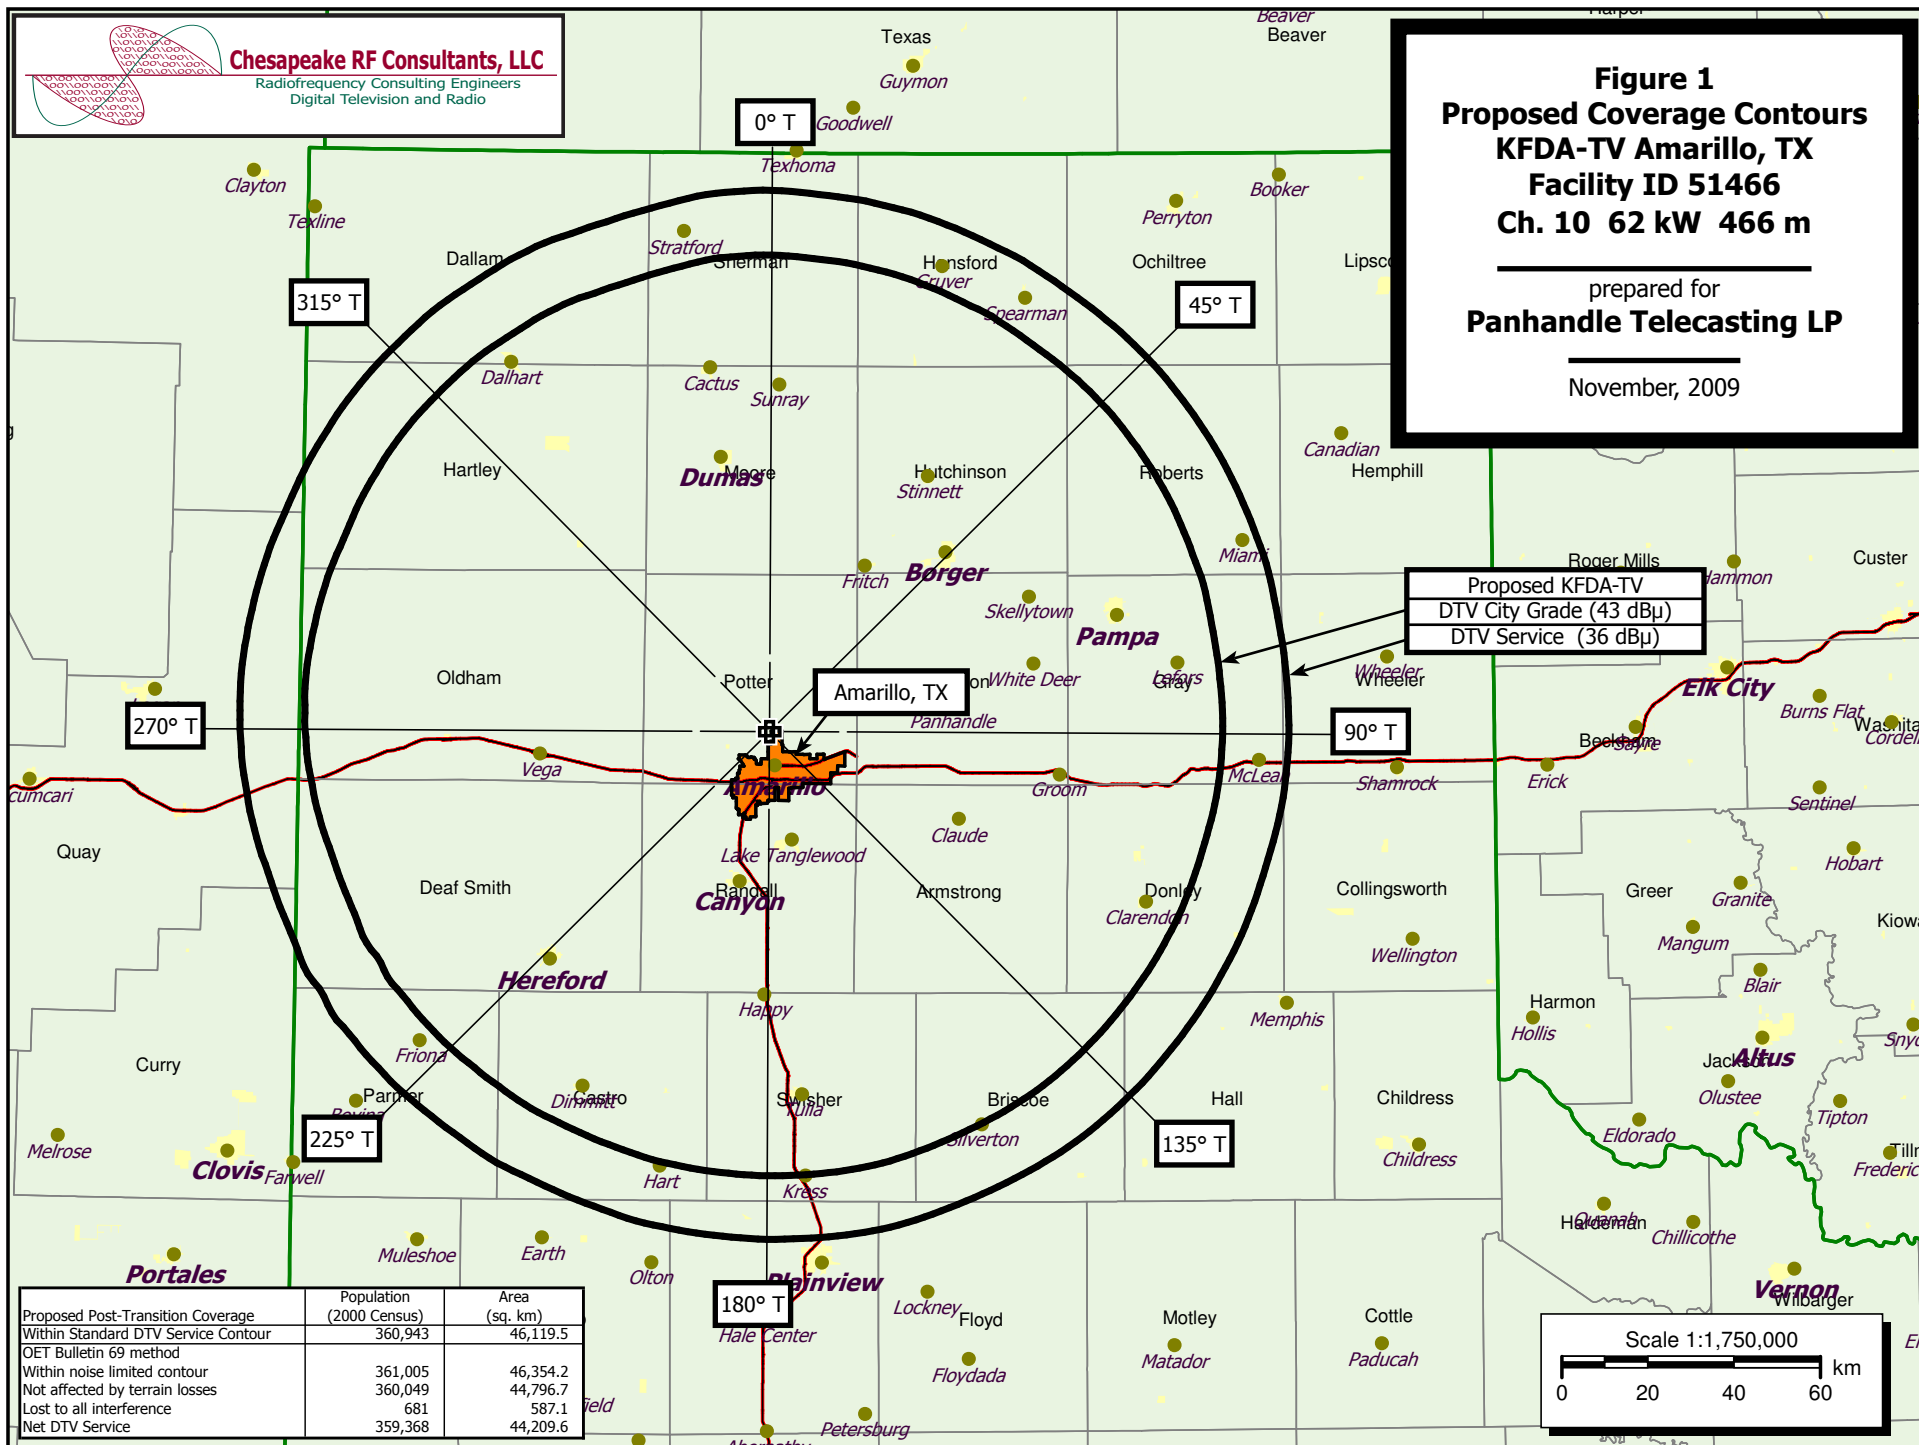 Chesapeake RF Consultants, LLC
Radiofrequency Consulting Engineers
Digital Television and Radio
Figure 1
Proposed Coverage Contours
KFDA-TV Amarillo, TX
Facility ID 51466
Ch. 10 62 kW 466 m
prepared for
Panhandle Telecasting LP
November, 2009
Beaver
Beaver
Texas
Guymon
Goodwell
0° T
Texhoma
Clayton
Texline
Booker
Perryton
Stratford
Dallam
Sherman
Hansford
Gruver
Ochiltree
315° T
45° T
Spearman
Dalhart
Cactus
Sunray
Canadian
Hartley
Dumas
Moore
Hutchinson
Stinnett
Roberts
Hemphill
Miami
Roger Mills
Custer
Fritch
Borger
Hammon
Proposed KFDA-TV
DTV City Grade (43 dBµ)
DTV Service (36 dBµ)
Skellytown
Pampa
Oldham
Potter
Amarillo, TX
White Deer
Lefors
Gray
Wheeler
Wheeler
Elk City
Burns Flat
Panhandle
270° T
90° T
Beckham
Sayre
Vega
Amarillo
Groom
McLean
Shamrock
Erick
Sentinel
Claude
Lake Tanglewood
Quay
Hobart
Deaf Smith
Randall
Canyon
Armstrong
Donley
Clarendon
Collingsworth
Greer
Granite
Mangum
Wellington
Hereford
Blair
Happy
Memphis
Harmon
Hollis
Friona
Curry
Jackson
Altus
Parmer
Bovina
Dimmitt
Castro
Swisher
Tulia
Briscoe
Hall
Childress
Olustee
Tipton
225° T
135° T
Silverton
Eldorado
Melrose
Clovis
Farwell
Hart
Kress
Childress
Frederick
Quanah
Hardeman
Chillicothe
Muleshoe
Earth
Olton
Portales
Plainview
Vernon
Wilbarger
180° T
Lockney
Hale Center
Floyd
Motley
Cottle
Matador
Paducah
Floydada
Petersburg
Abernathy
Proposed Post-Transition Coverage Population (2000 Census) Area (sq. km)
Within Standard DTV Service Contour 360,943 46,119.5
OET Bulletin 69 method
Within noise limited contour 361,005 46,354.2
Not affected by terrain losses 360,049 44,796.7
Lost to all interference 681 587.1
Net DTV Service 359,368 44,209.6
Scale 1:1,750,000
km
0 20 40 60